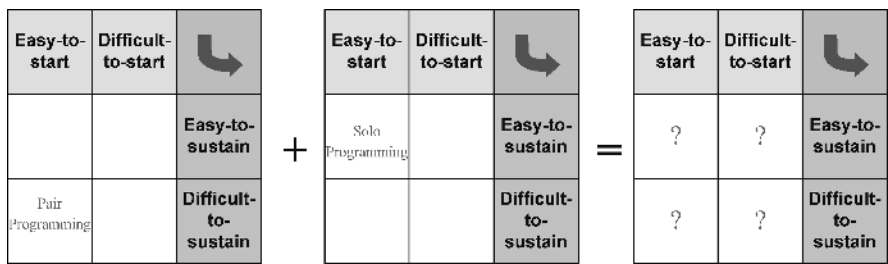 Easy-to-start Difficult-to-start
Easy-to-sustain
Pair Programming Difficult-to-sustain
+
Easy-to-start Difficult-to-start
Solo Programming Easy-to-sustain
Difficult-to-sustain
=
Easy-to-start Difficult-to-start
? ? Easy-to-sustain
? ? Difficult-to-sustain